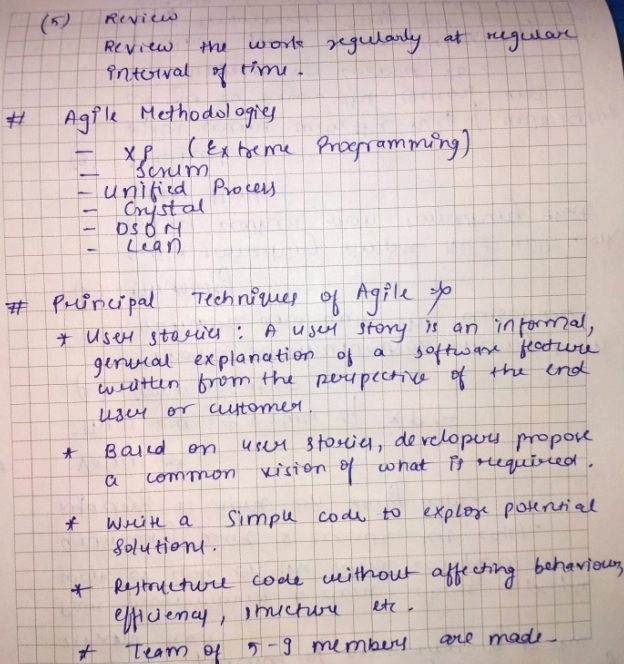 (5) Review
Review the work regularly at regular
interval of time.
# Agile Methodologies
- XP (Extreme Programming)
- Scrum
- Unified Process
- Crystal
- DSDM
- Lean
# Principal Techniques of Agile =>
* User stories : A user story is an informal,
general explanation of a software feature
written from the perspective of the end
user or customer.
* Based on user stories, developers propose
a common vision of what is required.
* Write a simple code to explore potential
solutions.
* Restructure code without affecting behaviour,
efficiency, structure etc.
* Team of 5-9 members are made.